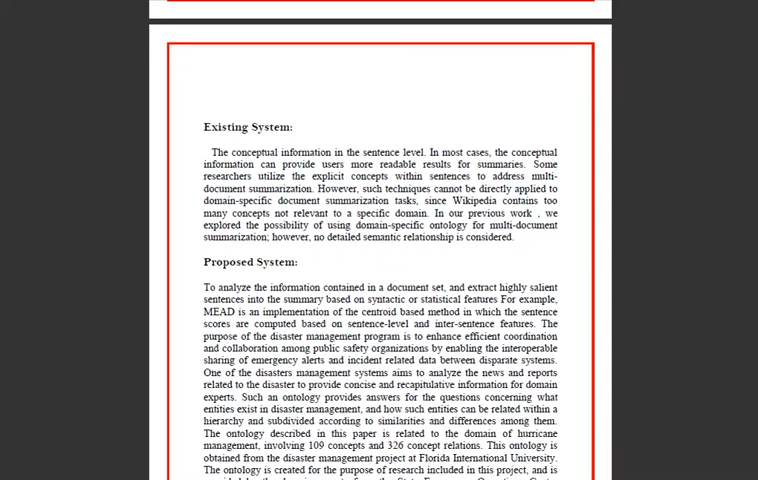 Existing System:
The conceptual information in the sentence level. In most cases, the conceptual
information can provide users more readable results for summaries. Some
researchers utilize the explicit concepts within sentences to address multi-
document summarization. However, such techniques cannot be directly applied to
domain-specific document summarization tasks, since Wikipedia contains too
many concepts not relevant to a specific domain. In our previous work , we
explored the possibility of using domain-specific ontology for multi-document
summarization; however, no detailed semantic relationship is considered.
Proposed System:
To analyze the information contained in a document set, and extract highly salient
sentences into the summary based on syntactic or statistical features For example,
MEAD is an implementation of the centroid based method in which the sentence
scores are computed based on sentence-level and inter-sentence features. The
purpose of the disaster management program is to enhance efficient coordination
and collaboration among public safety organizations by enabling the interoperable
sharing of emergency alerts and incident related data between disparate systems.
One of the disasters management systems aims to analyze the news and reports
related to the disaster to provide concise and recapitulative information for domain
experts. Such an ontology provides answers for the questions concerning what
entities exist in disaster management, and how such entities can be related within a
hierarchy and subdivided according to similarities and differences among them.
The ontology described in this paper is related to the domain of hurricane
management, involving 109 concepts and 326 concept relations. This ontology is
obtained from the disaster management project at Florida International University.
The ontology is created for the purpose of research included in this project, and is